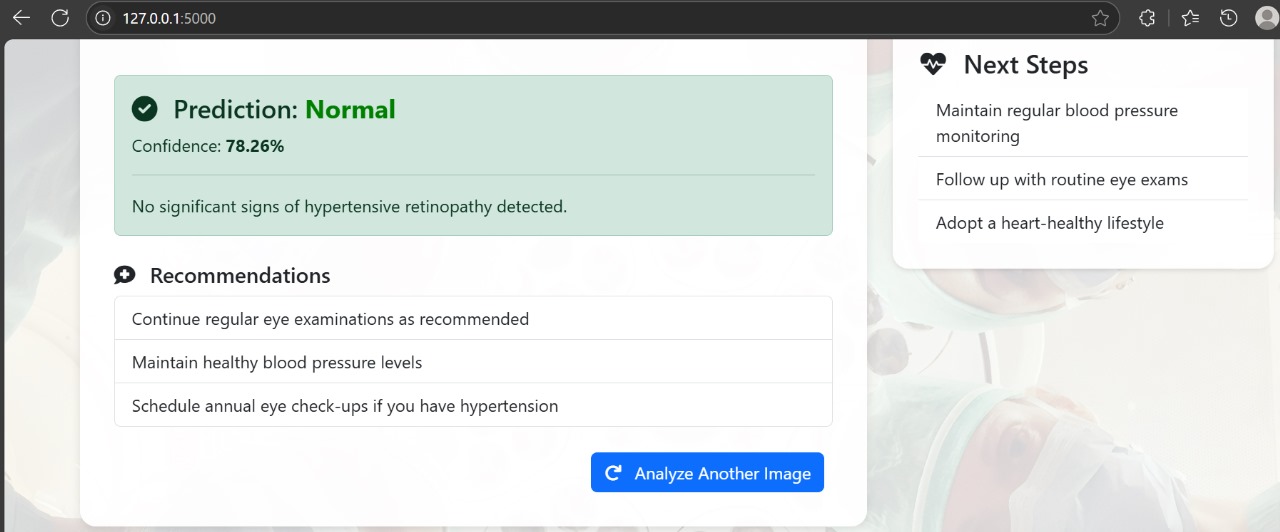 127.0.0.1:5000
Prediction: Normal
Confidence: 78.26%
No significant signs of hypertensive retinopathy detected.
Recommendations
Continue regular eye examinations as recommended
Maintain healthy blood pressure levels
Schedule annual eye check-ups if you have hypertension
Analyze Another Image
Next Steps
Maintain regular blood pressure
monitoring
Follow up with routine eye exams
Adopt a heart-healthy lifestyle